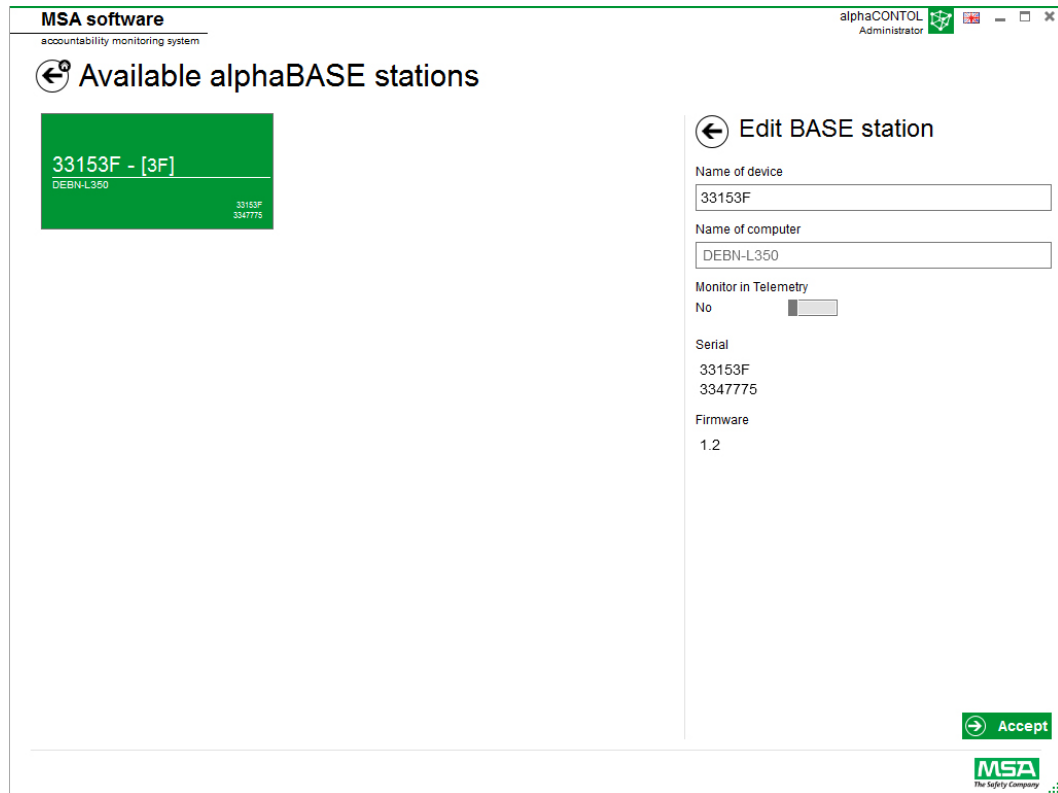 MSA software
accountability monitoring system
alphaCONTOL
Administrator
Available alphaBASE stations
33153F - [3F]
DEBN-L350
33153F
3347775
Edit BASE station
Name of device
33153F
Name of computer
DEBN-L350
Monitor in Telemetry
No
Serial
33153F
3347775
Firmware
1.2
Accept
MSA
The Safety Company